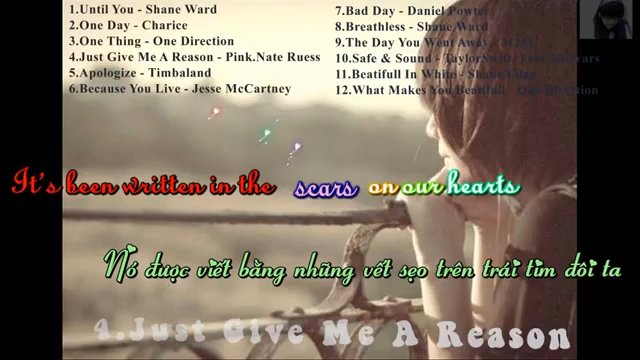 1.Until You - Shane Ward
2.One Day - Charice
3.One Thing - One Direction
4.Just Give Me A Reason - Pink.Nate Ruess
5.Apologize - Timbaland
6.Because You Live - Jesse McCartney
7.Bad Day - Daniel Powter
8.Breathless - Shane Ward
9.The Day You Went Away - M2M
10.Safe & Sound - TaylorSwift.
11.Beatifull In White - Shane Filan
12.What Makes You Beatifull - One Direction
It's been written in the scars on our hearts
Nó được viết bằng những vết sẹo trên trái tim đôi ta
4.Just Give Me A Reason